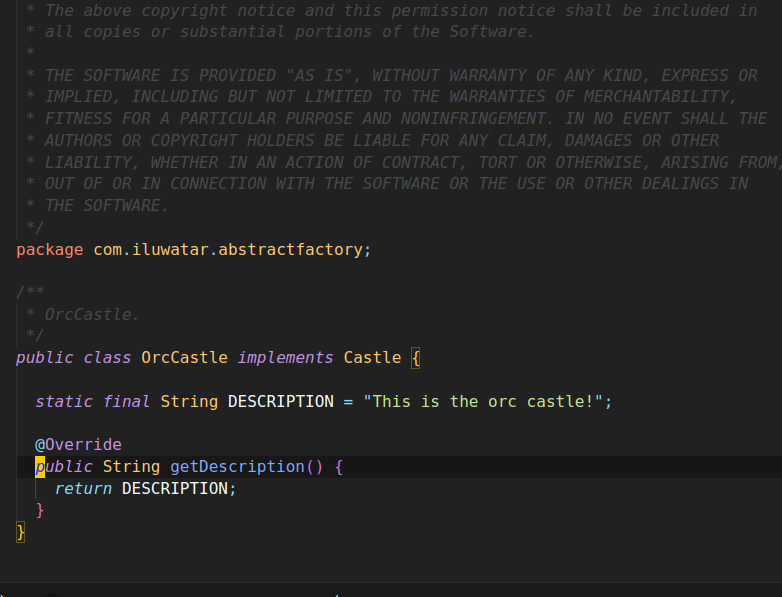 * The above copyright notice and this permission notice shall be included in
* all copies or substantial portions of the Software.
*
* THE SOFTWARE IS PROVIDED "AS IS", WITHOUT WARRANTY OF ANY KIND, EXPRESS OR
* IMPLIED, INCLUDING BUT NOT LIMITED TO THE WARRANTIES OF MERCHANTABILITY,
* FITNESS FOR A PARTICULAR PURPOSE AND NONINFRINGEMENT. IN NO EVENT SHALL THE
* AUTHORS OR COPYRIGHT HOLDERS BE LIABLE FOR ANY CLAIM, DAMAGES OR OTHER
* LIABILITY, WHETHER IN AN ACTION OF CONTRACT, TORT OR OTHERWISE, ARISING FROM,
* OUT OF OR IN CONNECTION WITH THE SOFTWARE OR THE USE OR OTHER DEALINGS IN
* THE SOFTWARE.
*/
package com.iluwatar.abstractfactory;
/**
* OrcCastle.
*/
public class OrcCastle implements Castle {
static final String DESCRIPTION = "This is the orc castle!";
@Override
public String getDescription() {
return DESCRIPTION;
}
}